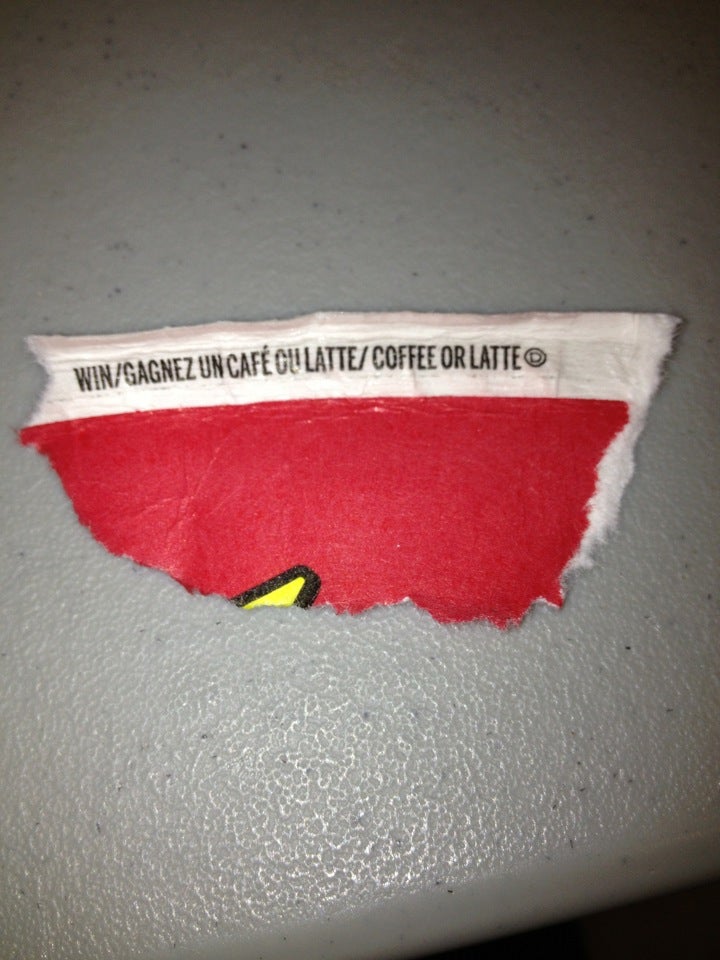 WIN/GAGNEZ UN CAFÉ OU LATTE/ COFFEE OR LATTE Ⓓ